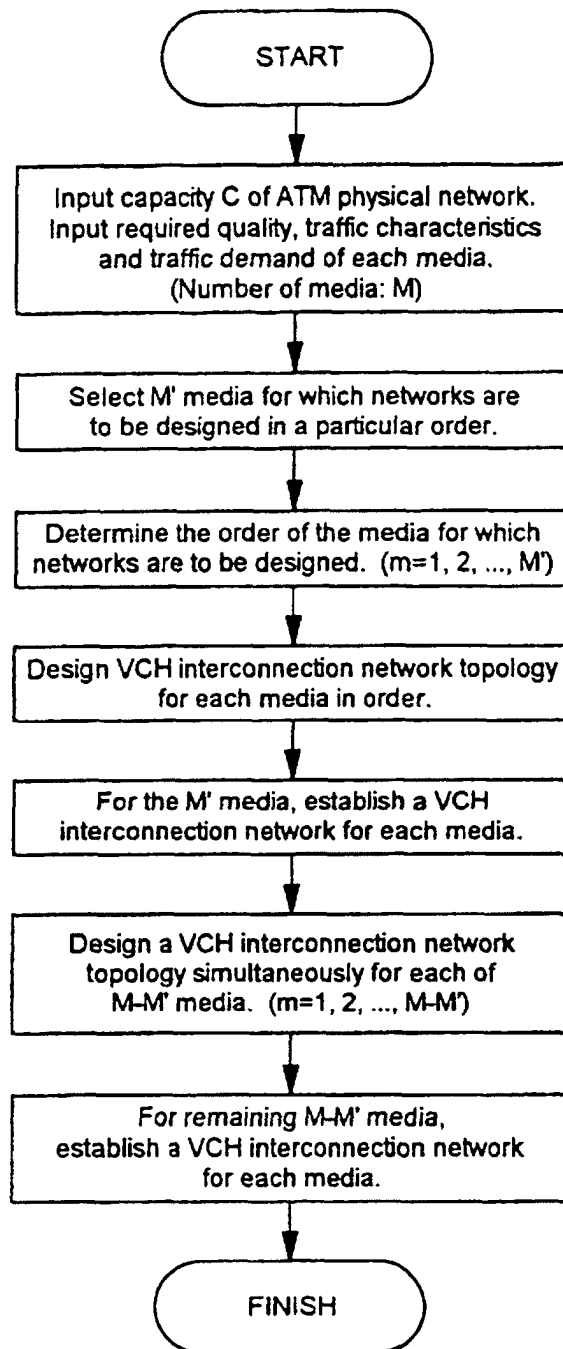 START
Input capacity C of ATM physical network.
Input required quality, traffic characteristics
and traffic demand of each media.
(Number of media: M)
Select M' media for which networks are
to be designed in a particular order.
Determine the order of the media for which
networks are to be designed. (m=1, 2, ..., M')
Design VCH interconnection network topology
for each media in order.
For the M' media, establish a VCH
interconnection network for each media.
Design a VCH interconnection network
topology simultaneously for each of
M-M' media. (m=1, 2, ..., M-M')
For remaining M-M' media,
establish a VCH interconnection network
for each media.
FINISH